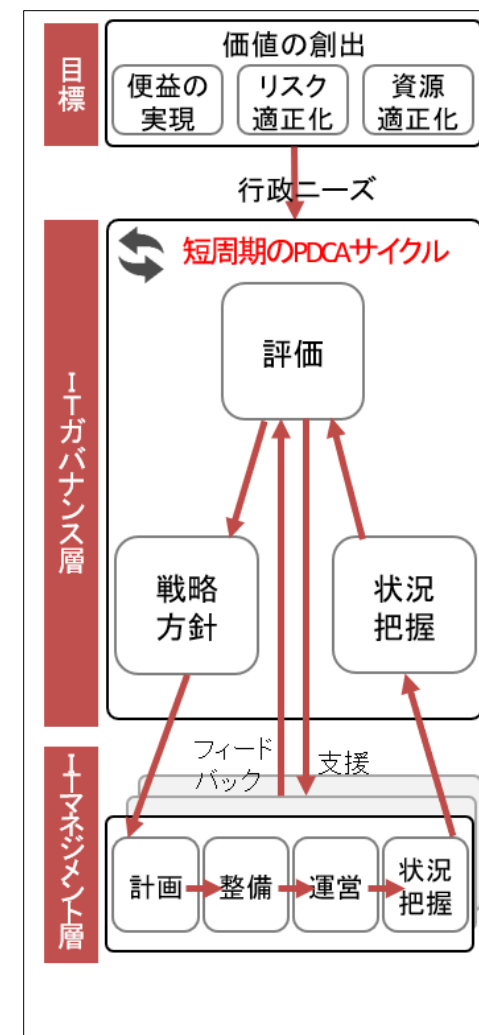 目標
価値の創出
便益の
実現
リスク
適正化
資源
適正化
行政ニーズ
ITガバナンス層
短周期のPDCAサイクル
評価
戦略
方針
状況
把握
フィード
バック
支援
ITマネジメント層
計画
整備
運営
状況
把握